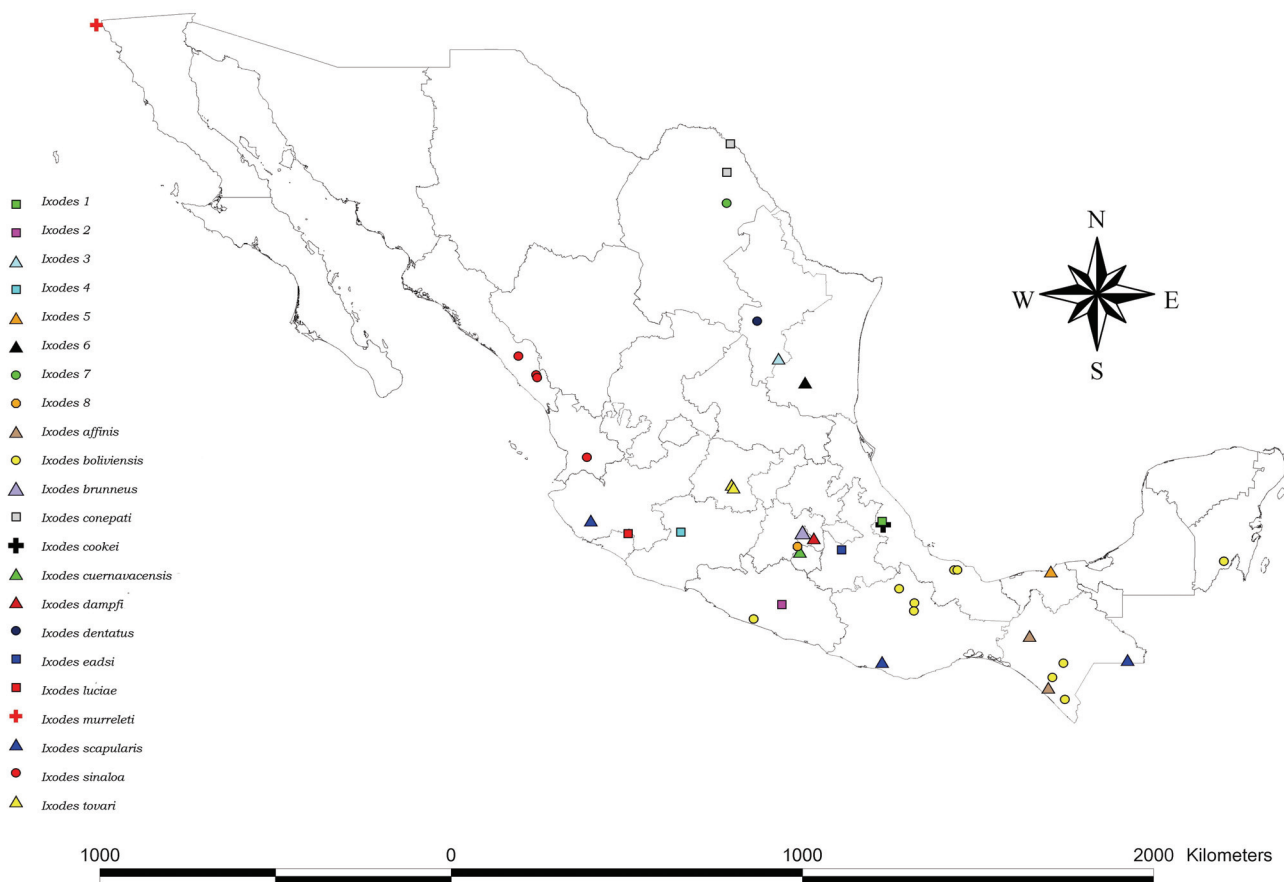 N
W E
S
Ixodes 1
Ixodes 2
Ixodes 3
Ixodes 4
Ixodes 5
Ixodes 6
Ixodes 7
Ixodes 8
Ixodes affinis
Ixodes boliviensis
Ixodes brunneus
Ixodes conepati
Ixodes cookei
Ixodes cuernavacensis
Ixodes dampfi
Ixodes dentatus
Ixodes eadsi
Ixodes luciae
Ixodes murreleti
Ixodes scapularis
Ixodes sinaloa
Ixodes tovari
1000 0 1000 2000 Kilometers